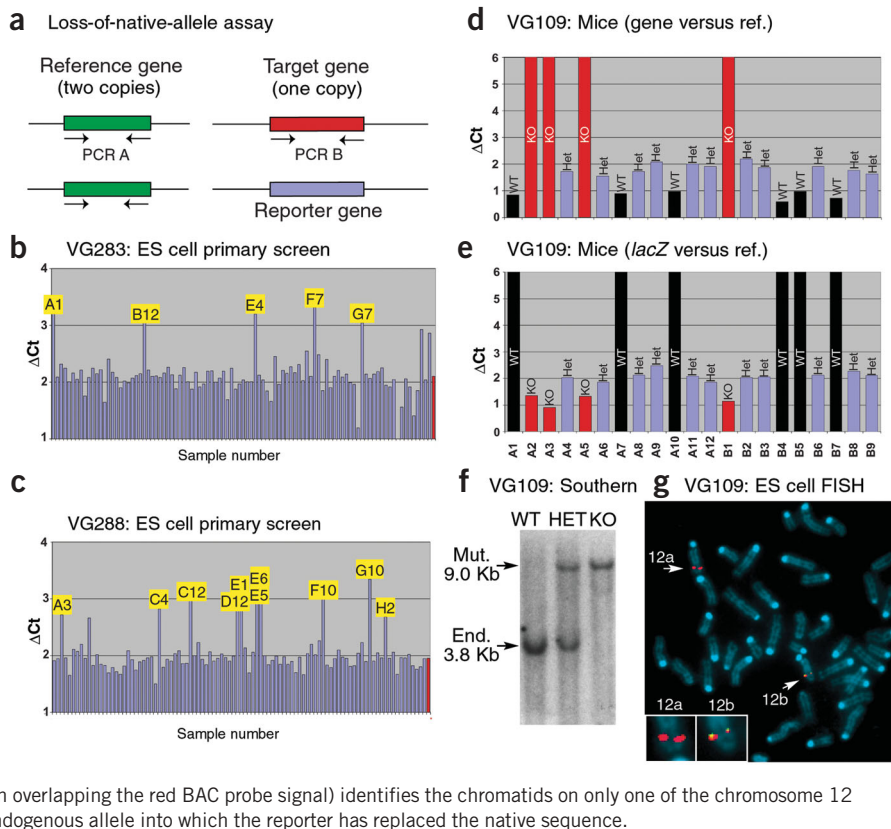 a Loss-of-native-allele assay
Reference gene
(two copies)
PCR A
Target gene
(one copy)
PCR B
Reporter gene
b VG283: ES cell primary screen
4
3
2
1
ΔCt
A1
B12
E4
F7
G7
Sample number
c VG288: ES cell primary screen
4
3
2
1
ΔCt
A3
C4
C12
D12
E1
E6
E5
F10
G10
H2
Sample number
d VG109: Mice (gene versus ref.)
6
5
4
3
2
1
0
ΔCt
WT KO KO Het KO Het WT Het Het WT Het Het KO Het Het WT WT Het WT Het Het
e VG109: Mice (lacZ versus ref.)
6
5
4
3
2
1
0
ΔCt
WT KO KO Het KO Het WT Het Het WT Het Het KO Het Het WT WT Het WT Het Het
A1 A2 A3 A4 A5 A6 A7 A8 A9 A10 A11 A12 B1 B2 B3 B4 B5 B6 B7 B8 B9
f VG109: Southern
WT HET KO
Mut.
9.0 Kb
End.
3.8 Kb
g VG109: ES cell FISH
12a
12b
12a 12b
n overlapping the red BAC probe signal) identifies the chromatids on only one of the chromosome 12
ndogenous allele into which the reporter has replaced the native sequence.